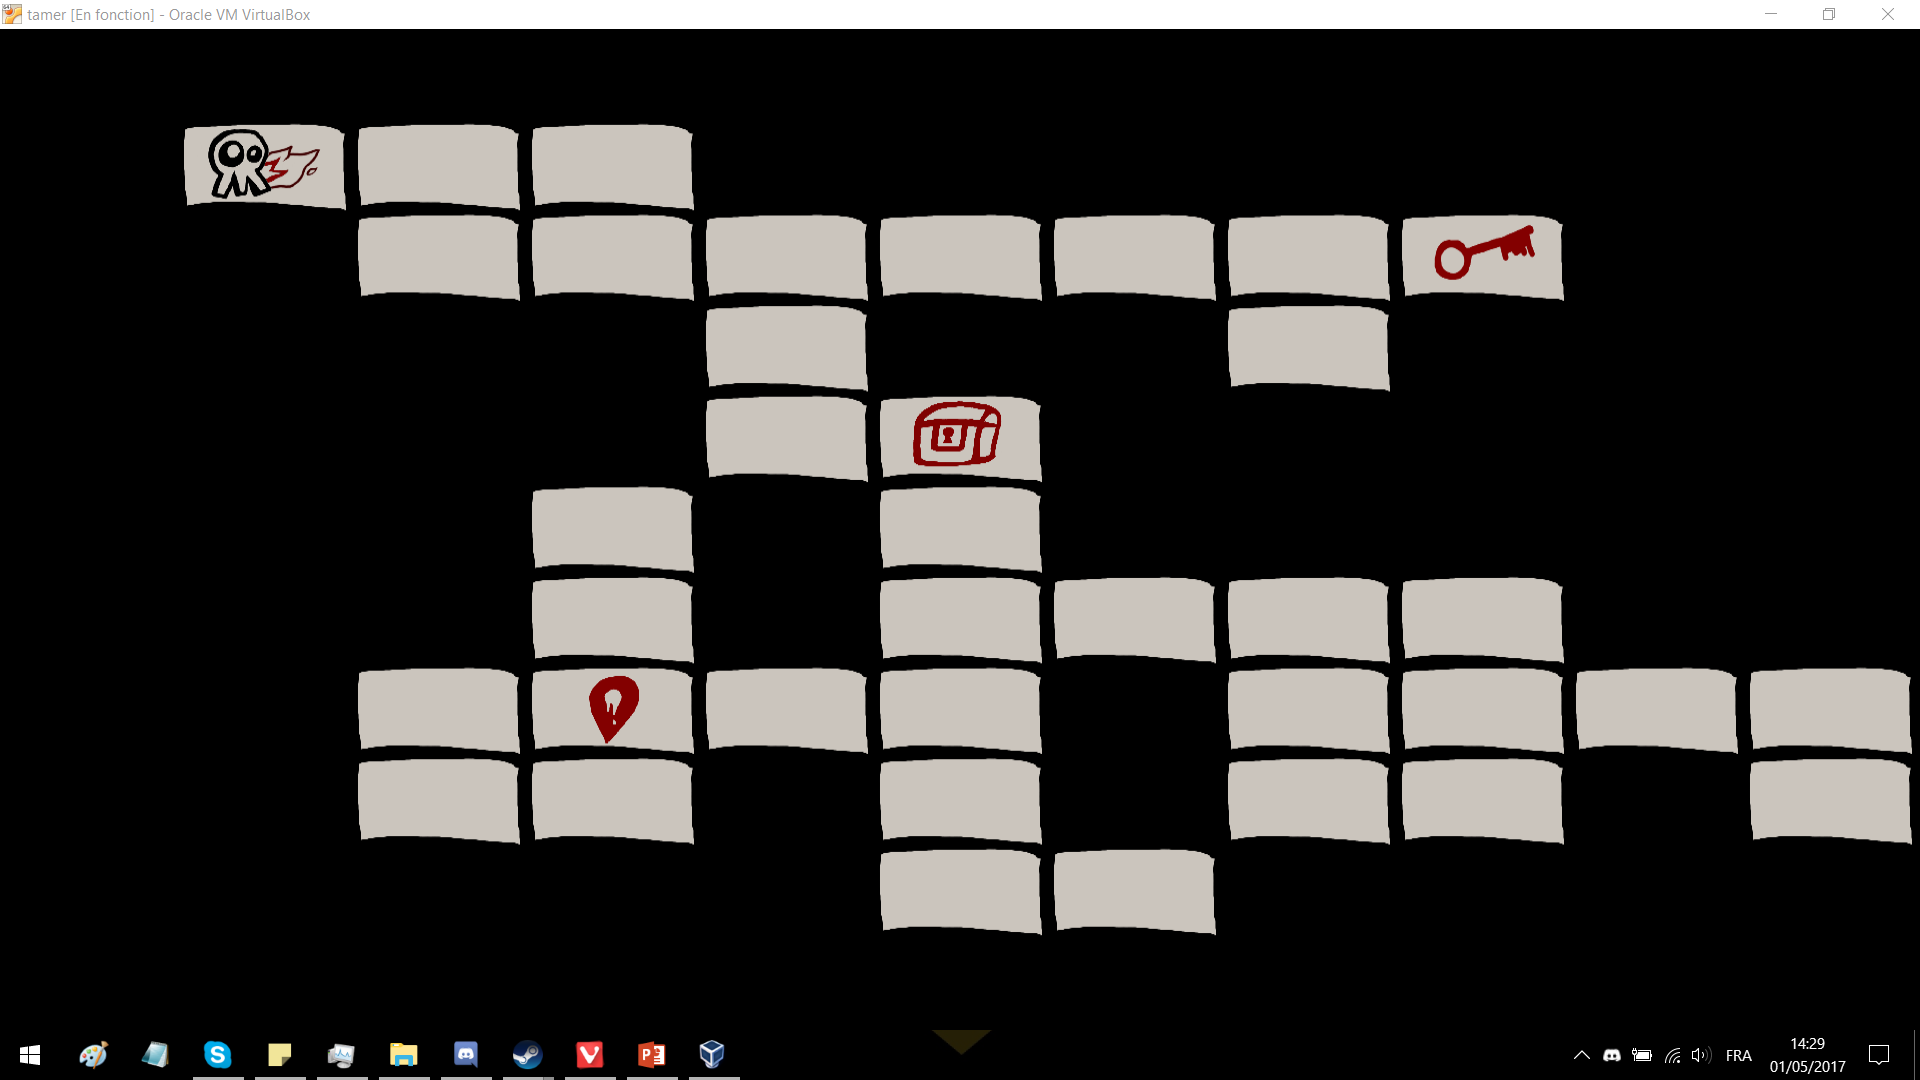 tamer [En fonction] - Oracle VM VirtualBox
14:29
FRA
01/05/2017